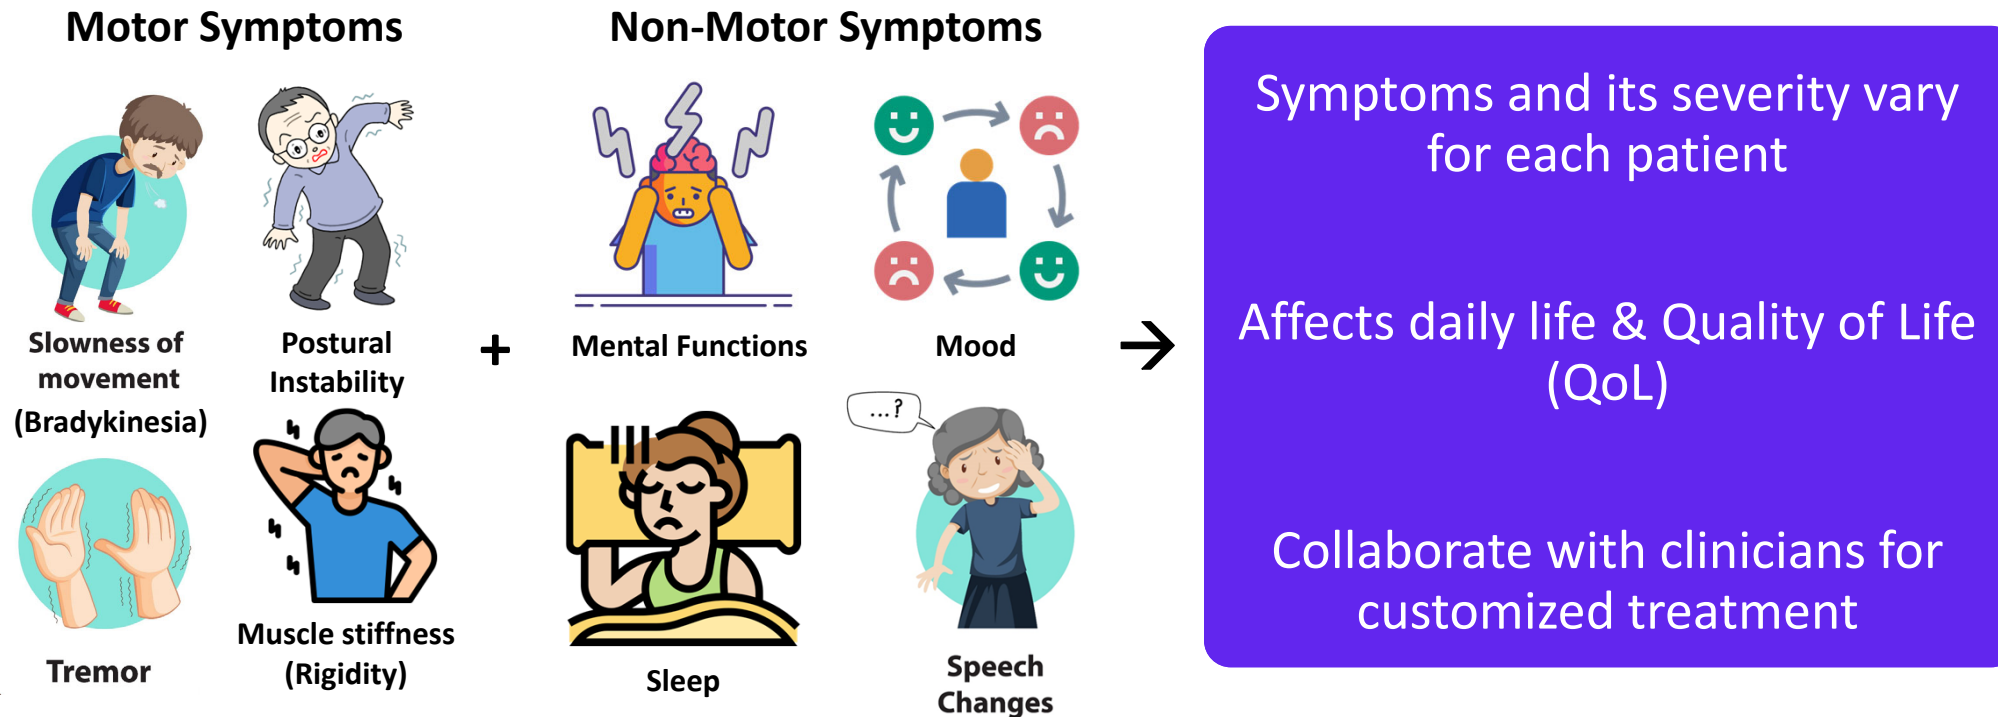 Motor Symptoms
Slowness of
movement
(Bradykinesia)
Postural
Instability
Tremor
Muscle stiffness
(Rigidity)
+
Non-Motor Symptoms
Mental Functions
Mood
Sleep
...?
Speech
Changes
→
Symptoms and its severity vary
for each patient
Affects daily life & Quality of Life
(QoL)
Collaborate with clinicians for
customized treatment